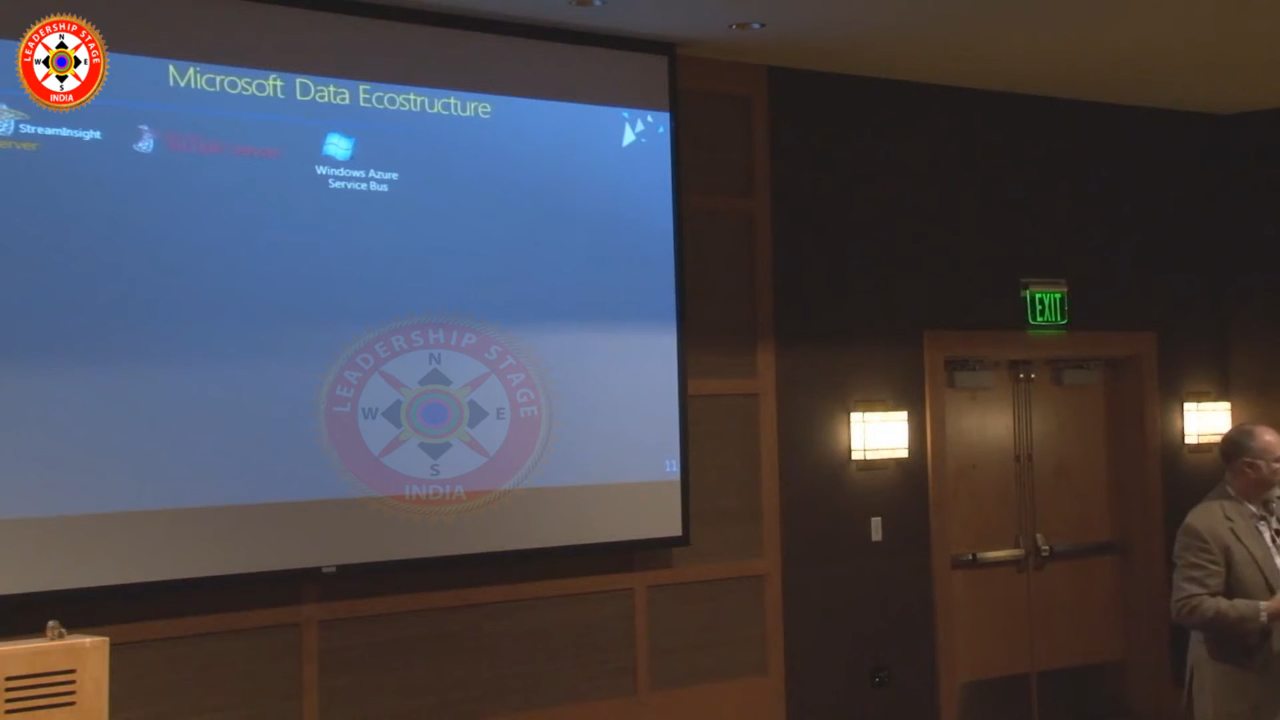 LEADERSHIP STAGE
N
W E
S
INDIA
Microsoft Data Ecostructure
StreamInsight
erver
Windows Azure
Service Bus
EXIT
LEADERSHIP STAGE
N
W E
S
INDIA
11